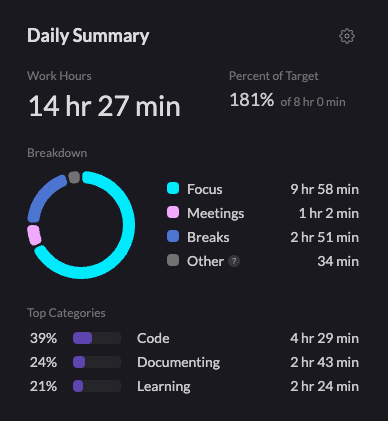 Daily Summary
Work Hours
Percent of Target
14 hr 27 min
181% of 8 hr 0 min
Breakdown
Focus 9 hr 58 min
Meetings 1 hr 2 min
Breaks 2 hr 51 min
Other ? 34 min
Top Categories
39% Code 4 hr 29 min
24% Documenting 2 hr 43 min
21% Learning 2 hr 24 min